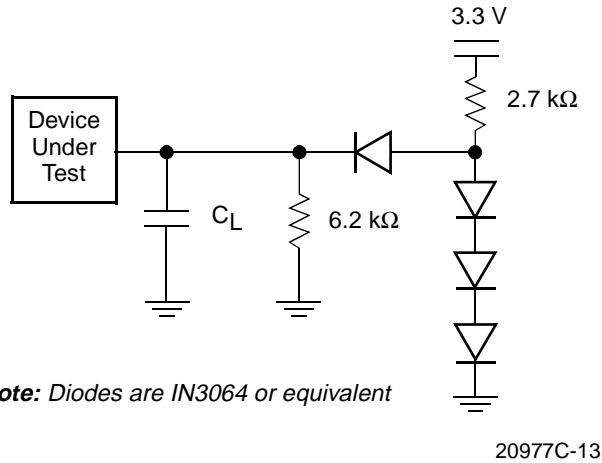 3.3 V
2.7 kΩ
Device
Under
Test
CL
6.2 kΩ
ote: Diodes are IN3064 or equivalent
20977C-13